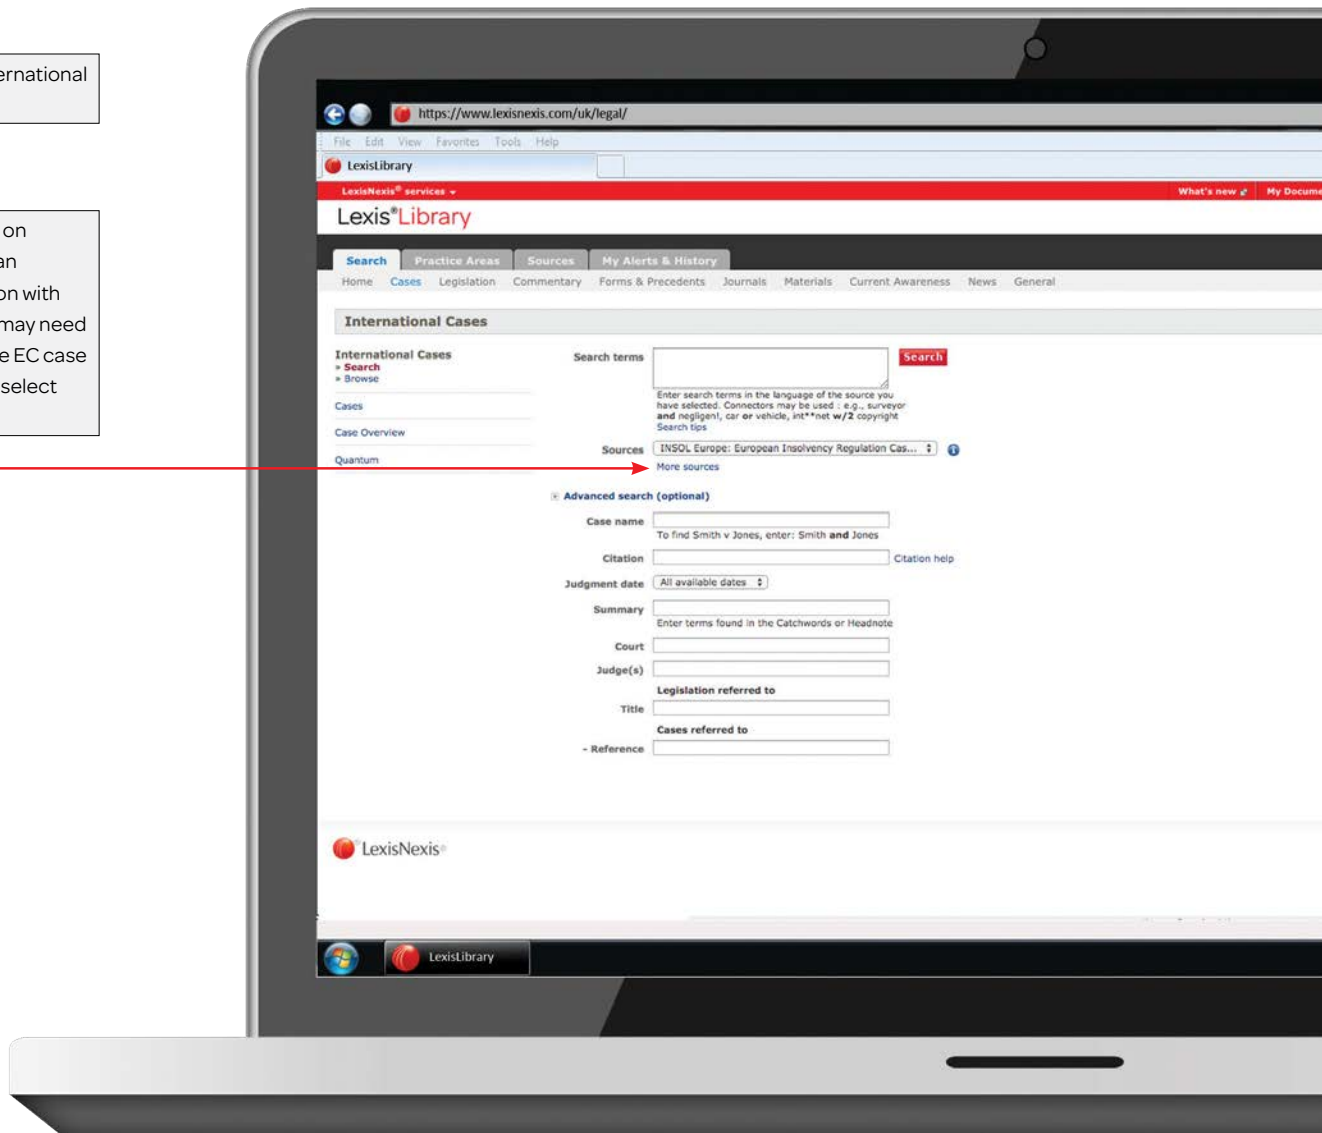 ernational
on
an
on with
may need
e EC case
select
https://www.lexisnexis.com/uk/legal/
File Edit View Favorites Tools Help
LexisLibrary
LexisNexis® services
What's new
My Docume
Lexis®Library
Search Practice Areas Sources My Alerts & History
Home Cases Legislation Commentary Forms & Precedents Journals Materials Current Awareness News General
International Cases
International Cases
» Search
» Browse
Cases
Case Overview
Quantum
Search terms
Search
Enter search terms in the language of the source you
have selected. Connectors may be used : e.g., surveyor
and negligen!, car or vehicle, int**net w/2 copyright
Search tips
Sources INSOL Europe: European Insolvency Regulation Cas...
More sources
Advanced search (optional)
Case name
To find Smith v Jones, enter: Smith and Jones
Citation
Citation help
Judgment date All available dates
Summary
Enter terms found in the Catchwords or Headnote
Court
Judge(s)
Legislation referred to
Title
Cases referred to
- Reference
LexisNexis®
LexisLibrary